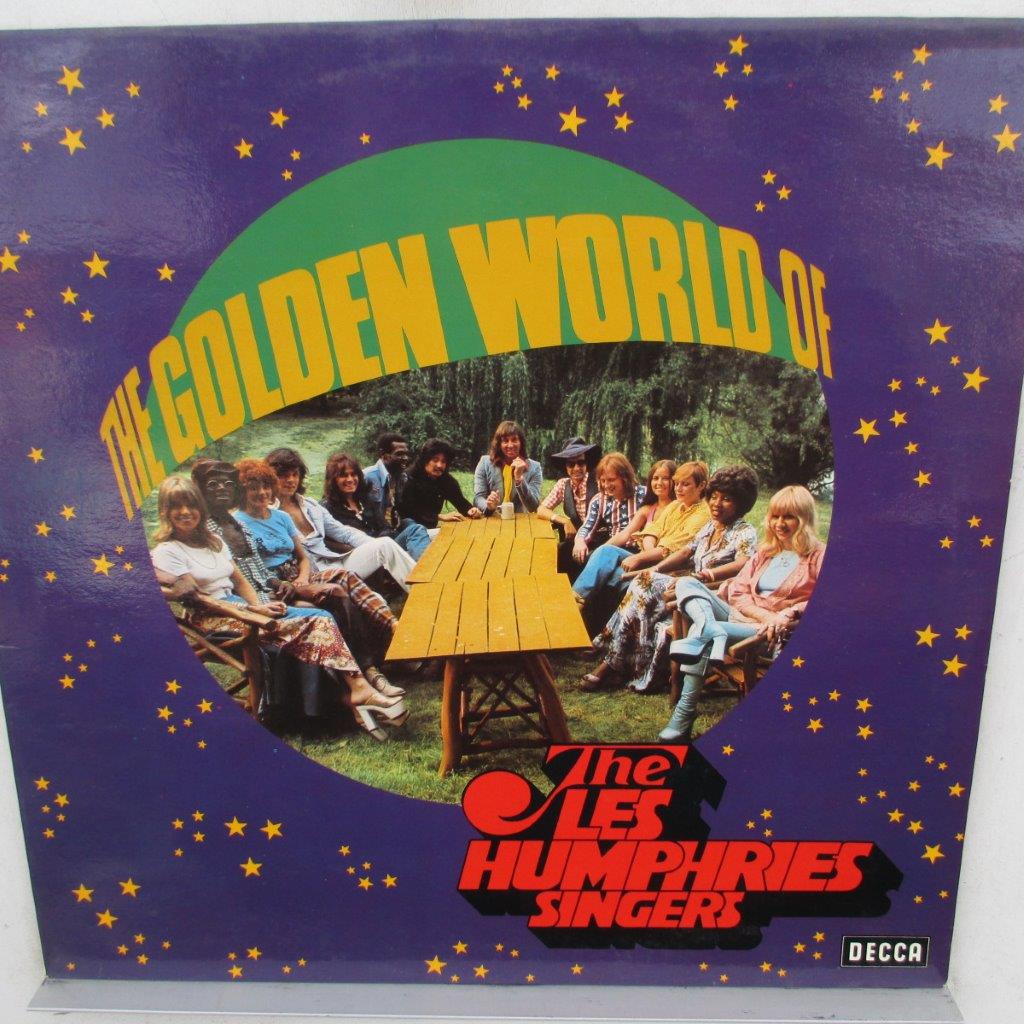 THE GOLDEN WORLD OF
The
LES
HUMPHRIES
SINGERS
DECCA